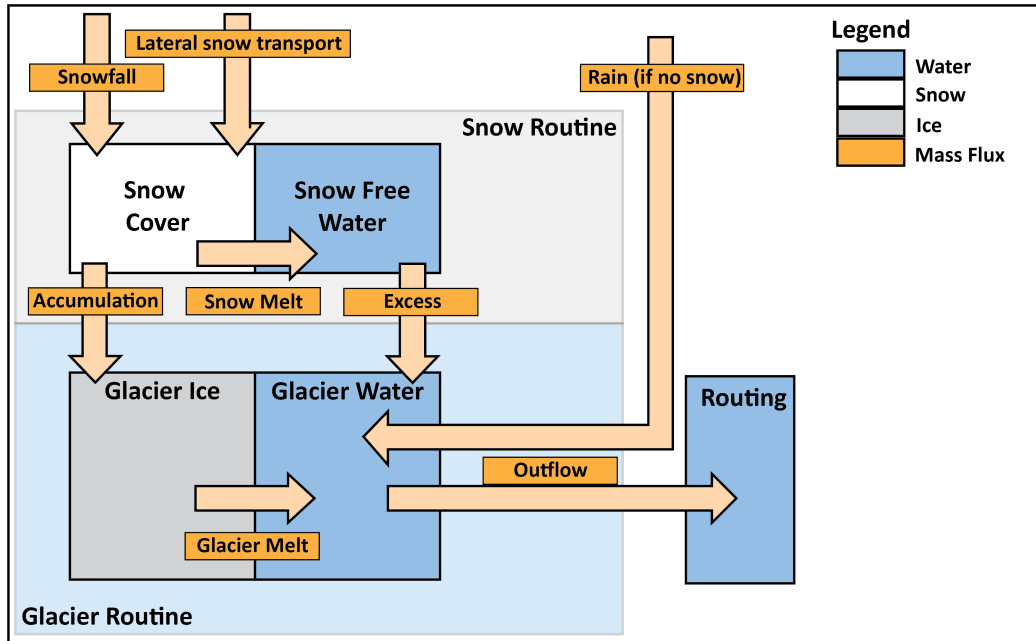 Lateral snow transport
Snowfall
Rain (if no snow)
Legend
Water
Snow
Ice
Mass Flux
Snow Routine
Snow
Cover
Snow Free
Water
Accumulation
Snow Melt
Excess
Glacier Ice
Glacier Water
Routing
Outflow
Glacier Melt
Glacier Routine